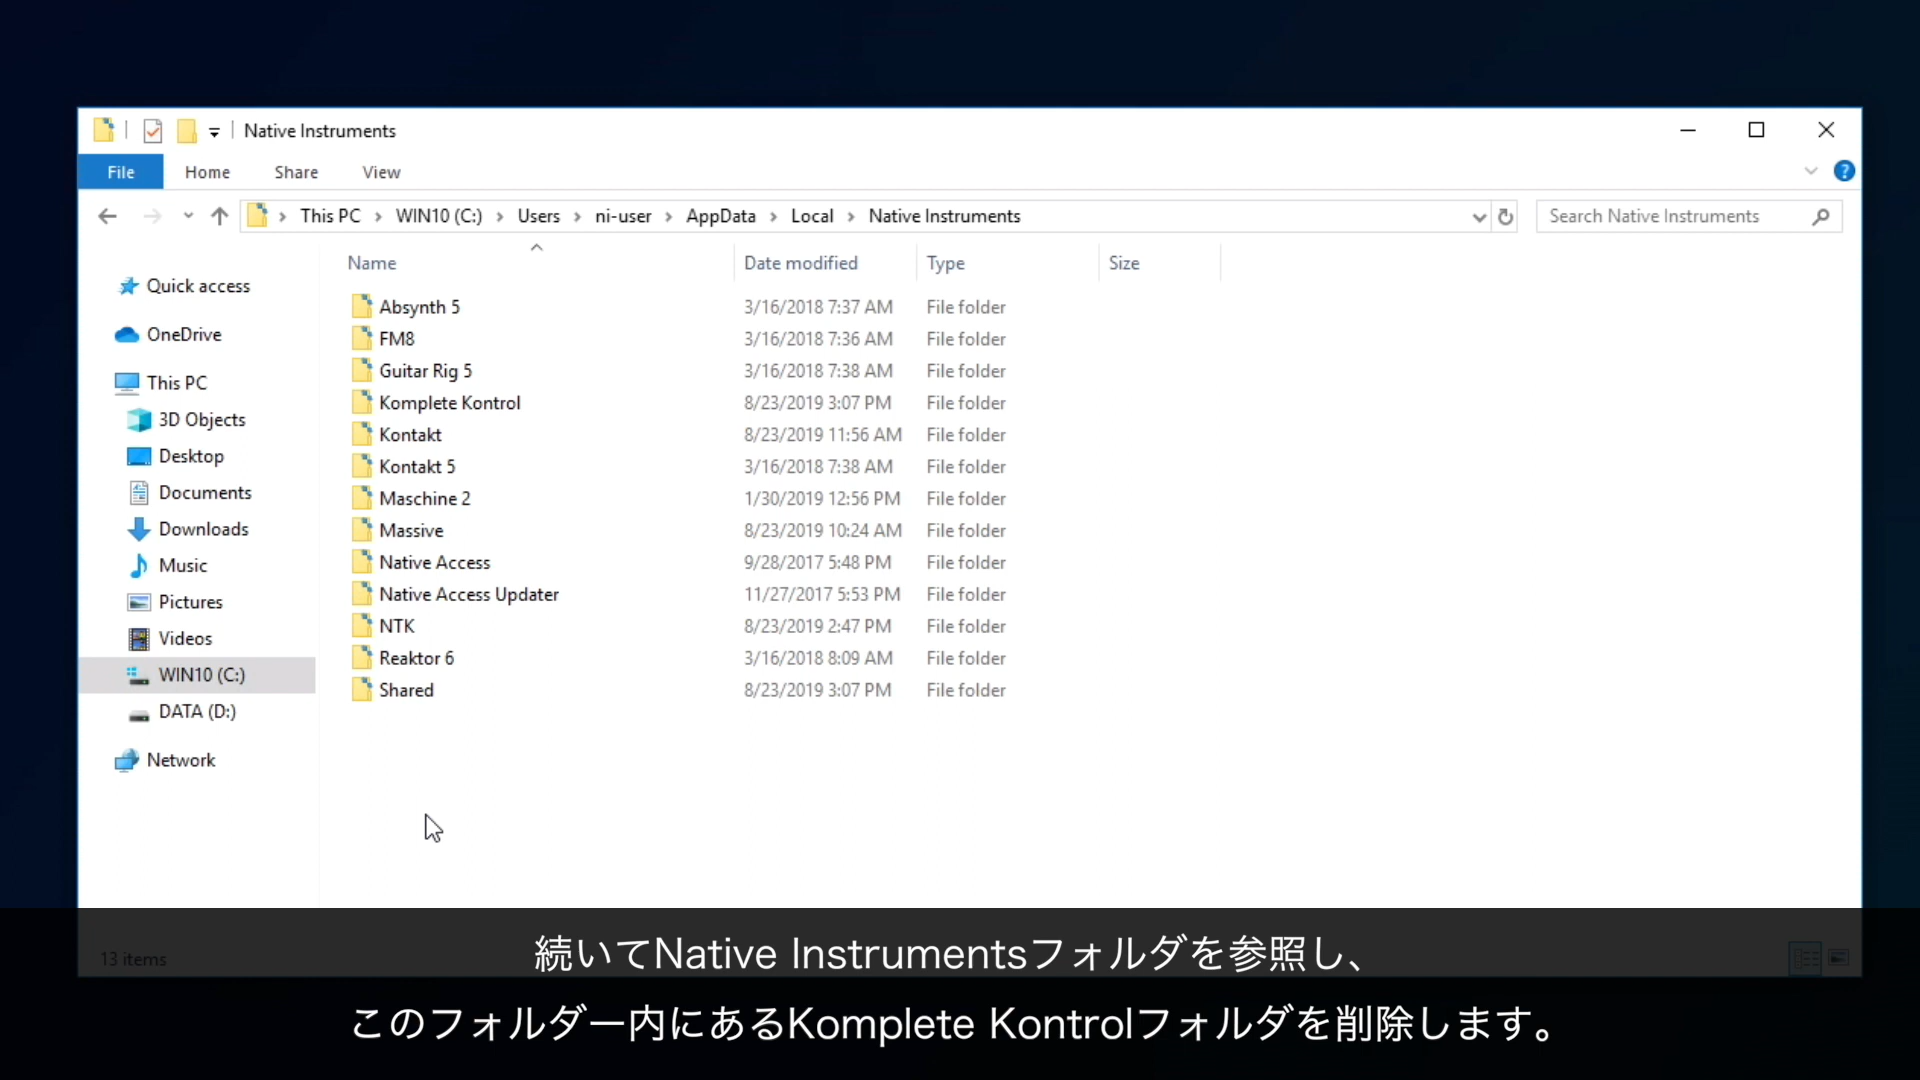 Native Instruments
File Home Share View
This PC > WIN10 (C:) > Users > ni-user > AppData > Local > Native Instruments
Search Native Instruments
Name Date modified Type Size
Quick access
OneDrive
This PC
3D Objects
Desktop
Documents
Downloads
Music
Pictures
Videos
WIN10 (C:)
DATA (D:)
Network
Absynth 5 3/16/2018 7:37 AM File folder
FM8 3/16/2018 7:36 AM File folder
Guitar Rig 5 3/16/2018 7:38 AM File folder
Komplete Kontrol 8/23/2019 3:07 PM File folder
Kontakt 8/23/2019 11:56 AM File folder
Kontakt 5 3/16/2018 7:38 AM File folder
Maschine 2 1/30/2019 12:56 PM File folder
Massive 8/23/2019 10:24 AM File folder
Native Access 9/28/2017 5:48 PM File folder
Native Access Updater 11/27/2017 5:53 PM File folder
NTK 8/23/2019 2:47 PM File folder
Reaktor 6 3/16/2018 8:09 AM File folder
Shared 8/23/2019 3:07 PM File folder
13 items
続いてNative Instrumentsフォルダを参照し、
このフォルダー内にあるKomplete Kontrolフォルダを削除します。